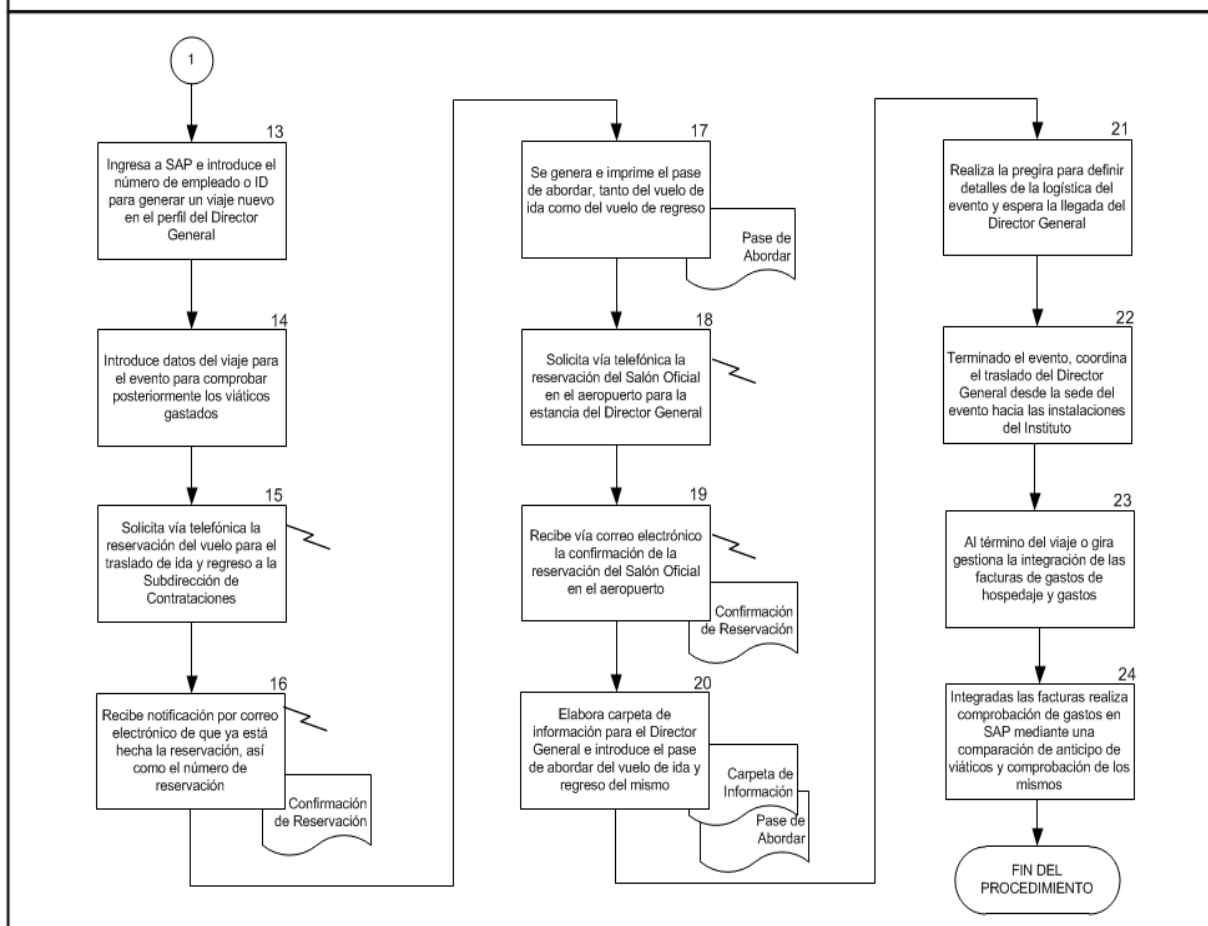 1
13
Ingresa a SAP e introduce el
número de empleado o ID
para generar un viaje nuevo
en el perfil del Director
General
14
Introduce datos del viaje para
el evento para comprobar
posteriormente los viáticos
gastados
15
Solicita vía telefónica la
reservación del vuelo para el
traslado de ida y regreso a la
Subdirección de
Contrataciones
16
Recibe notificación por correo
electrónico de que ya está
hecha la reservación, así
como el número de
reservación
Confirmación
de Reservación
17
Se genera e imprime el pase
de abordar, tanto del vuelo de
ida como del vuelo de regreso
Pase de
Abordar
18
Solicita vía telefónica la
reservación del Salón Oficial
en el aeropuerto para la
estancia del Director General
19
Recibe vía correo electrónico
la confirmación de la
reservación del Salón Oficial
en el aeropuerto
Confirmación
de Reservación
20
Elabora carpeta de
información para el Director
General e introduce el pase
de abordar del vuelo de ida y
regreso del mismo
Carpeta de
Información
Pase de
Abordar
21
Realiza la pregira para definir
detalles de la logística del
evento y espera la llegada del
Director General
22
Terminado el evento, coordina
el traslado del Director
General desde la sede del
evento hacia las instalaciones
del Instituto
23
Al término del viaje o gira
gestiona la integración de las
facturas de gastos de
hospedaje y gastos
24
Integradas las facturas realiza
comprobación de gastos en
SAP mediante una
comparación de anticipo de
viáticos y comprobación de los
mismos
FIN DEL
PROCEDIMIENTO